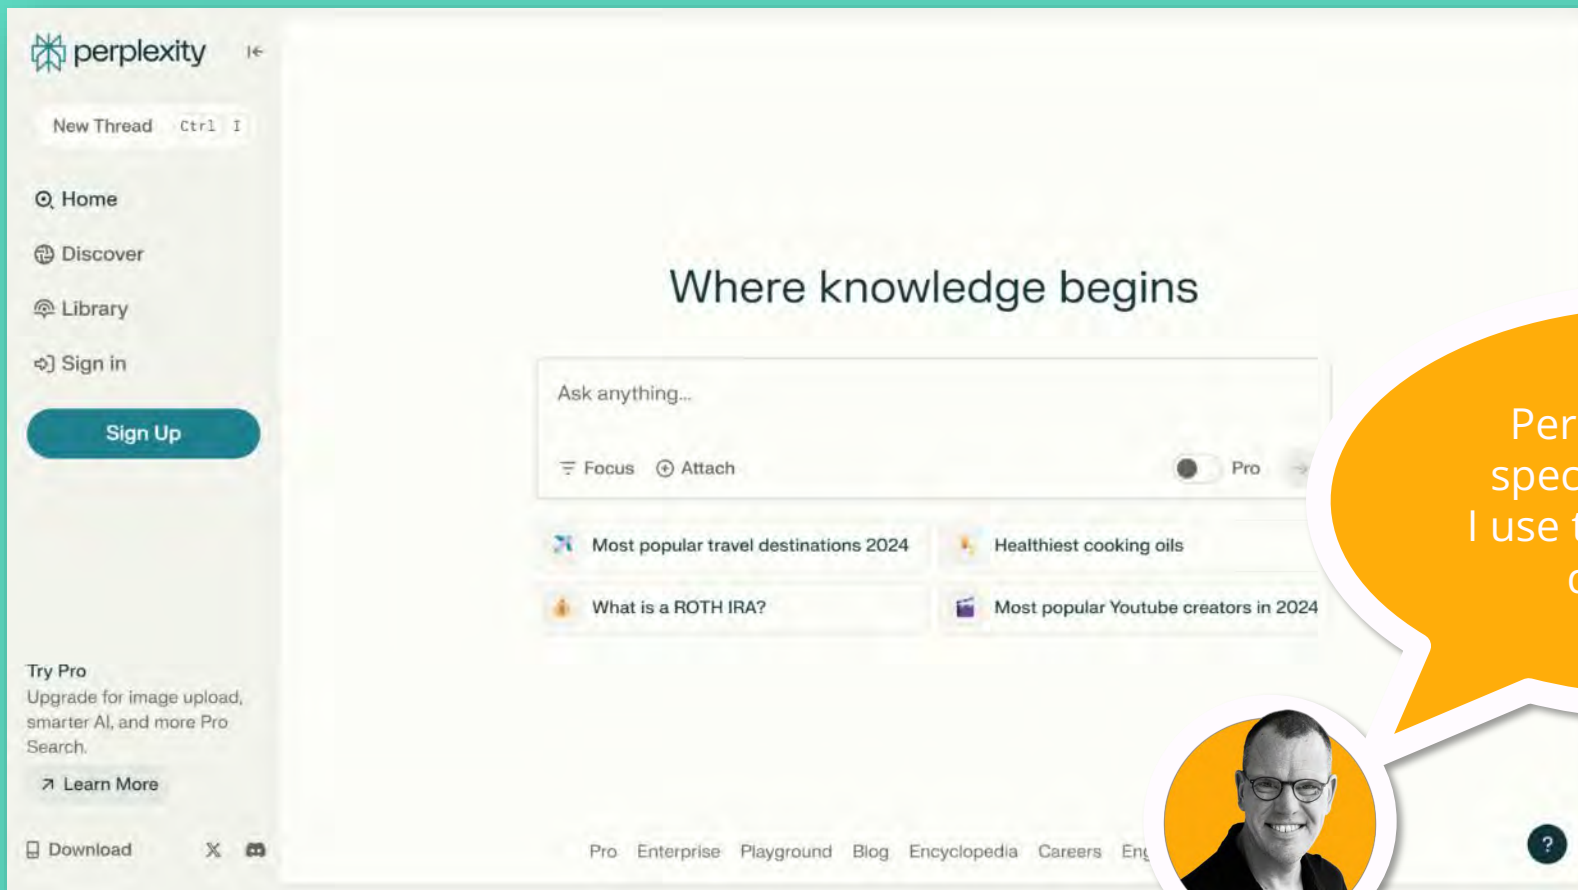 perplexity
New Thread Ctrl I
Home
Discover
Library
Sign in
Sign Up
Try Pro
Upgrade for image upload,
smarter AI, and more Pro
Search.
Learn More
Download
Where knowledge begins
Ask anything...
Focus Attach Pro
Most popular travel destinations 2024
Healthiest cooking oils
What is a ROTH IRA?
Most popular Youtube creators in 2024
Pro Enterprise Playground Blog Encyclopedia Careers
I use
?